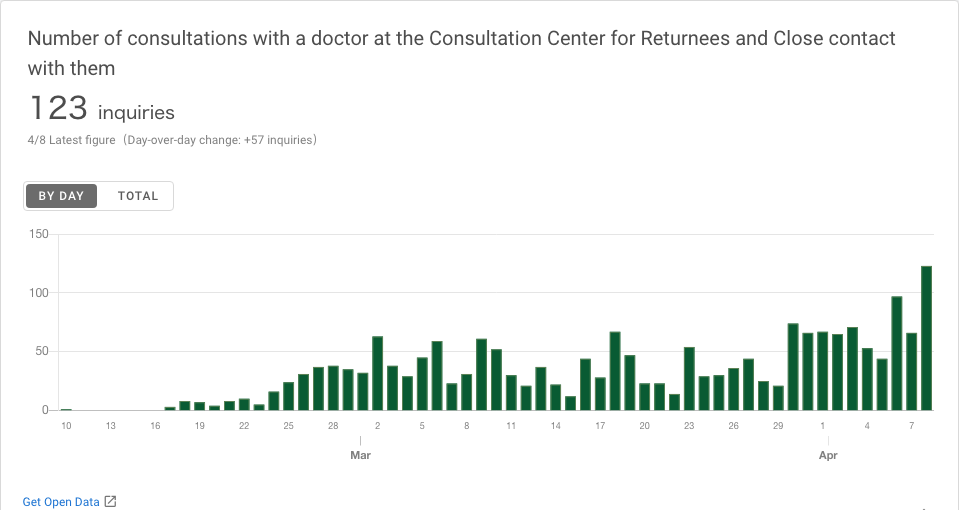 Number of consultations with a doctor at the Consultation Center for Returnees and Close contact
with them
123 inquiries
4/8 Latest figure（Day-over-day change: +57 inquiries）
BY DAY TOTAL
150
100
50
0
10 13 16 19 22 25 28 2 5 8 11 14 17 20 23 26 29 1 4 7
Mar Apr
Get Open Data